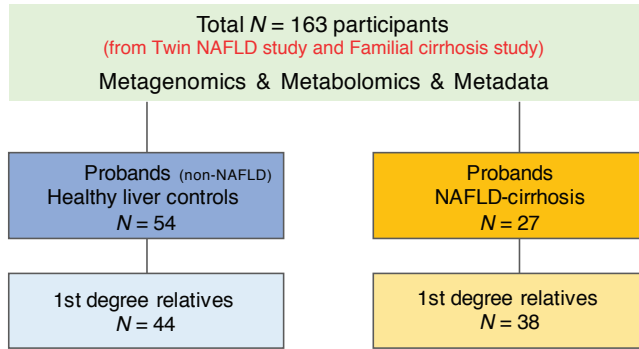 Total N = 163 participants
(from Twin NAFLD study and Familial cirrhosis study)
Metagenomics & Metabolomics & Metadata
Probands (non-NAFLD)
Healthy liver controls
N = 54
Probands
NAFLD-cirrhosis
N = 27
1st degree relatives
N = 44
1st degree relatives
N = 38